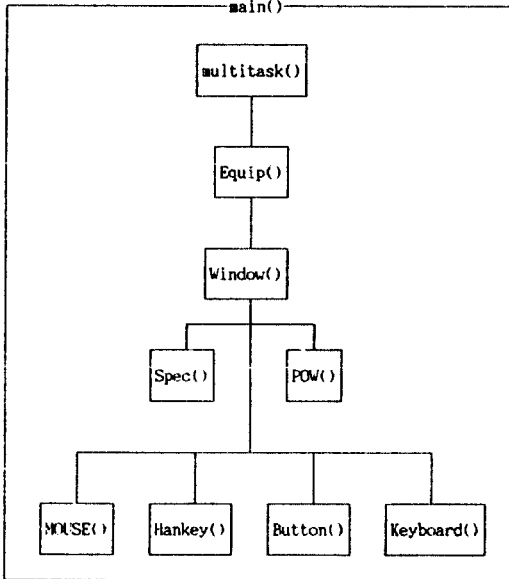 main()
multitask()
Equip()
Window()
Spec() POW()
MOUSE() Hankey() Button() Keyboard()